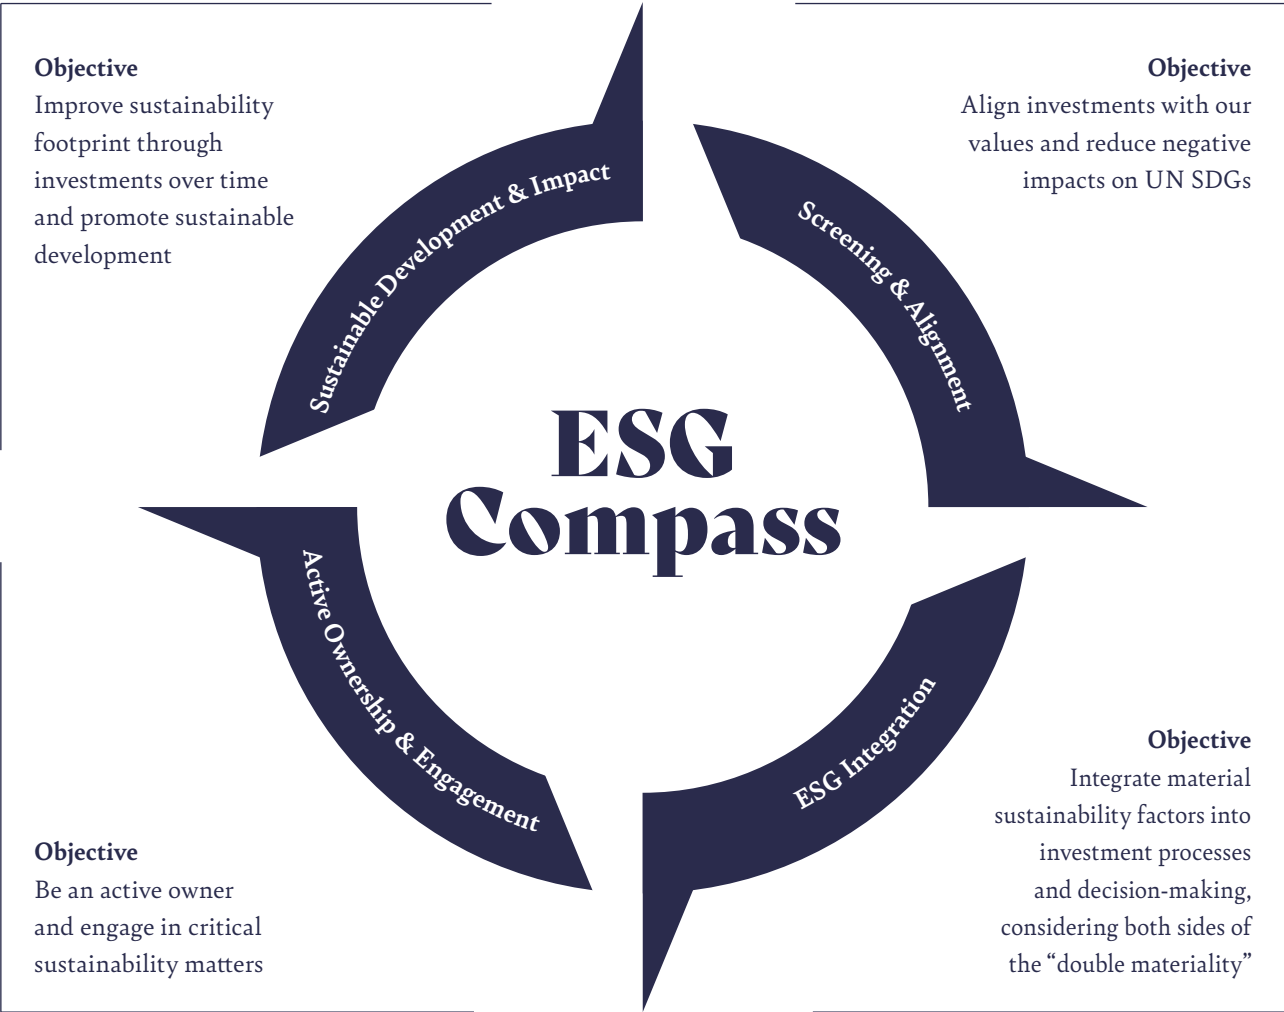 Objective
Improve sustainability
footprint through
investments over time
and promote sustainable
development
Objective
Align investments with our
values and reduce negative
impacts on UN SDGs
Sustainable Development & Impact
Screening & Alignment
ESG
Compass
Active Ownership & Engagement
ESG Integration
Objective
Be an active owner
and engage in critical
sustainability matters
Objective
Integrate material
sustainability factors into
investment processes
and decision-making,
considering both sides of
the “double materiality”